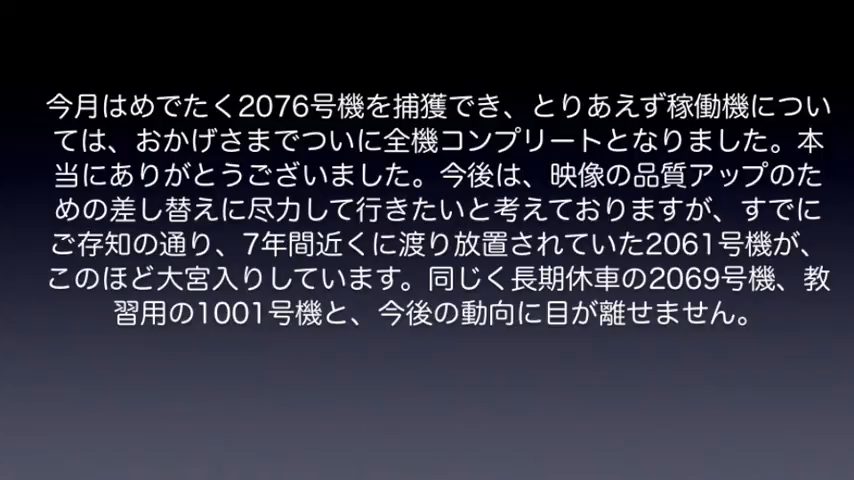 今月はめでたく2076号機を捕獲でき、とりあえず稼働機につい
ては、おかげさまでついに全機コンプリートとなりました。本
当にありがとうございました。今後は、映像の品質アップのた
めの差し替えに尽力して行きたいと考えておりますが、すでに
ご存知の通り、7年間近くに渡り放置されていた2061号機が、
このほど大宮入りしています。同じく長期休車の2069号機、教
習用の1001号機と、今後の動向に目が離せません。